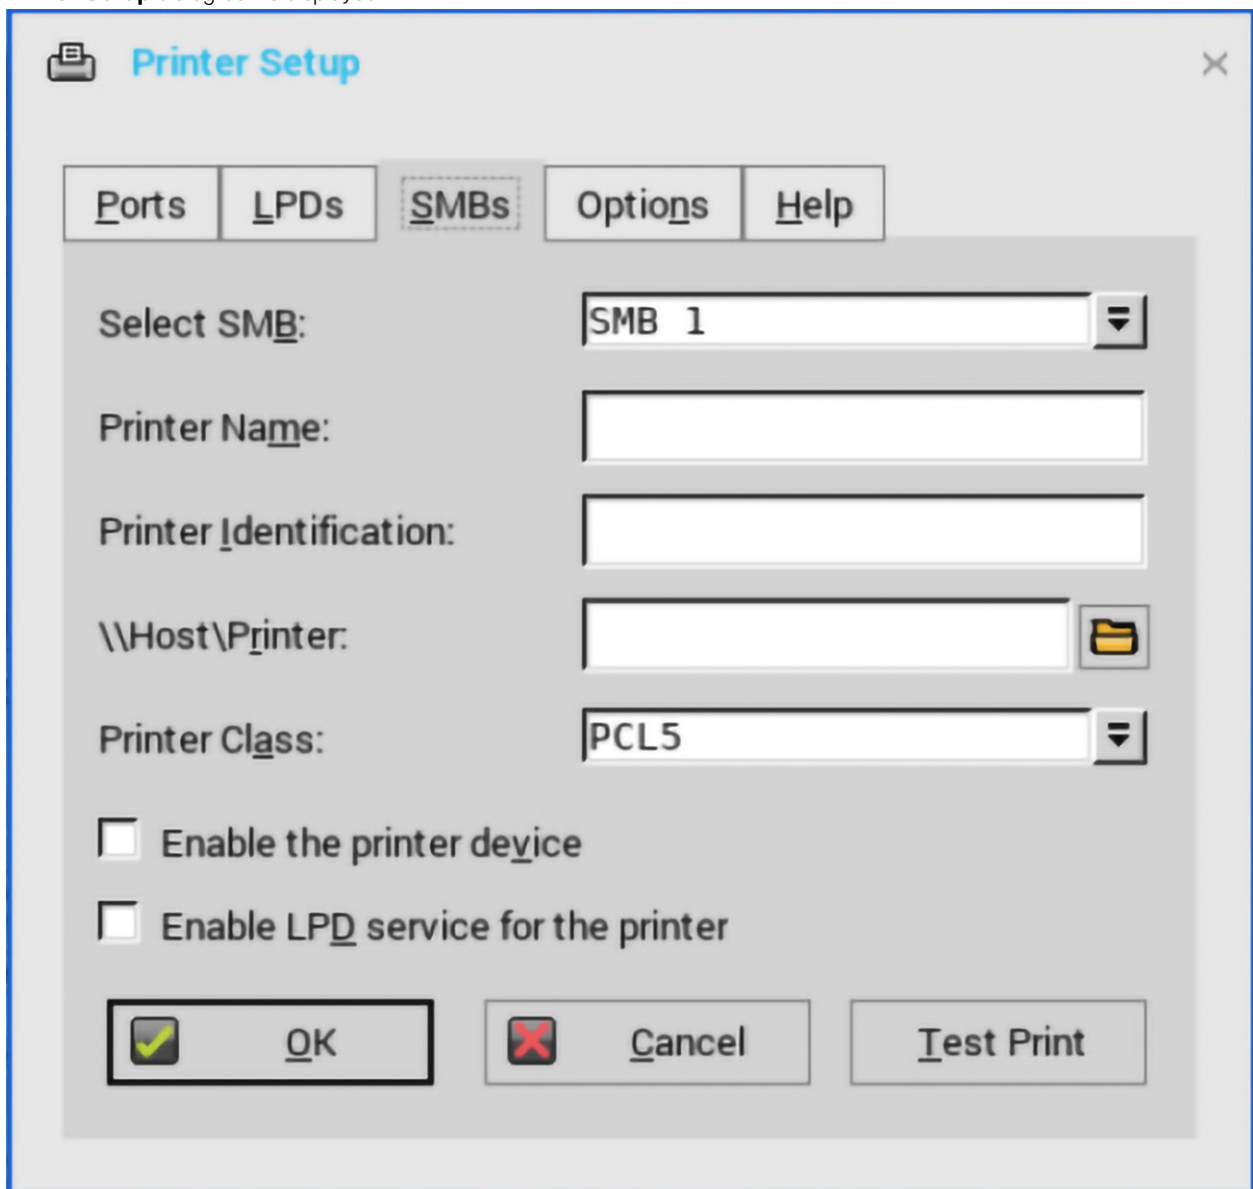 Printer Setup
Ports LPDs SMBs Options Help
Select SMB: SMB 1
Printer Name:
Printer Identification:
\\Host\Printer:
Printer Class: PCL5
Enable the printer device
Enable LPD service for the printer
OK Cancel Test Print